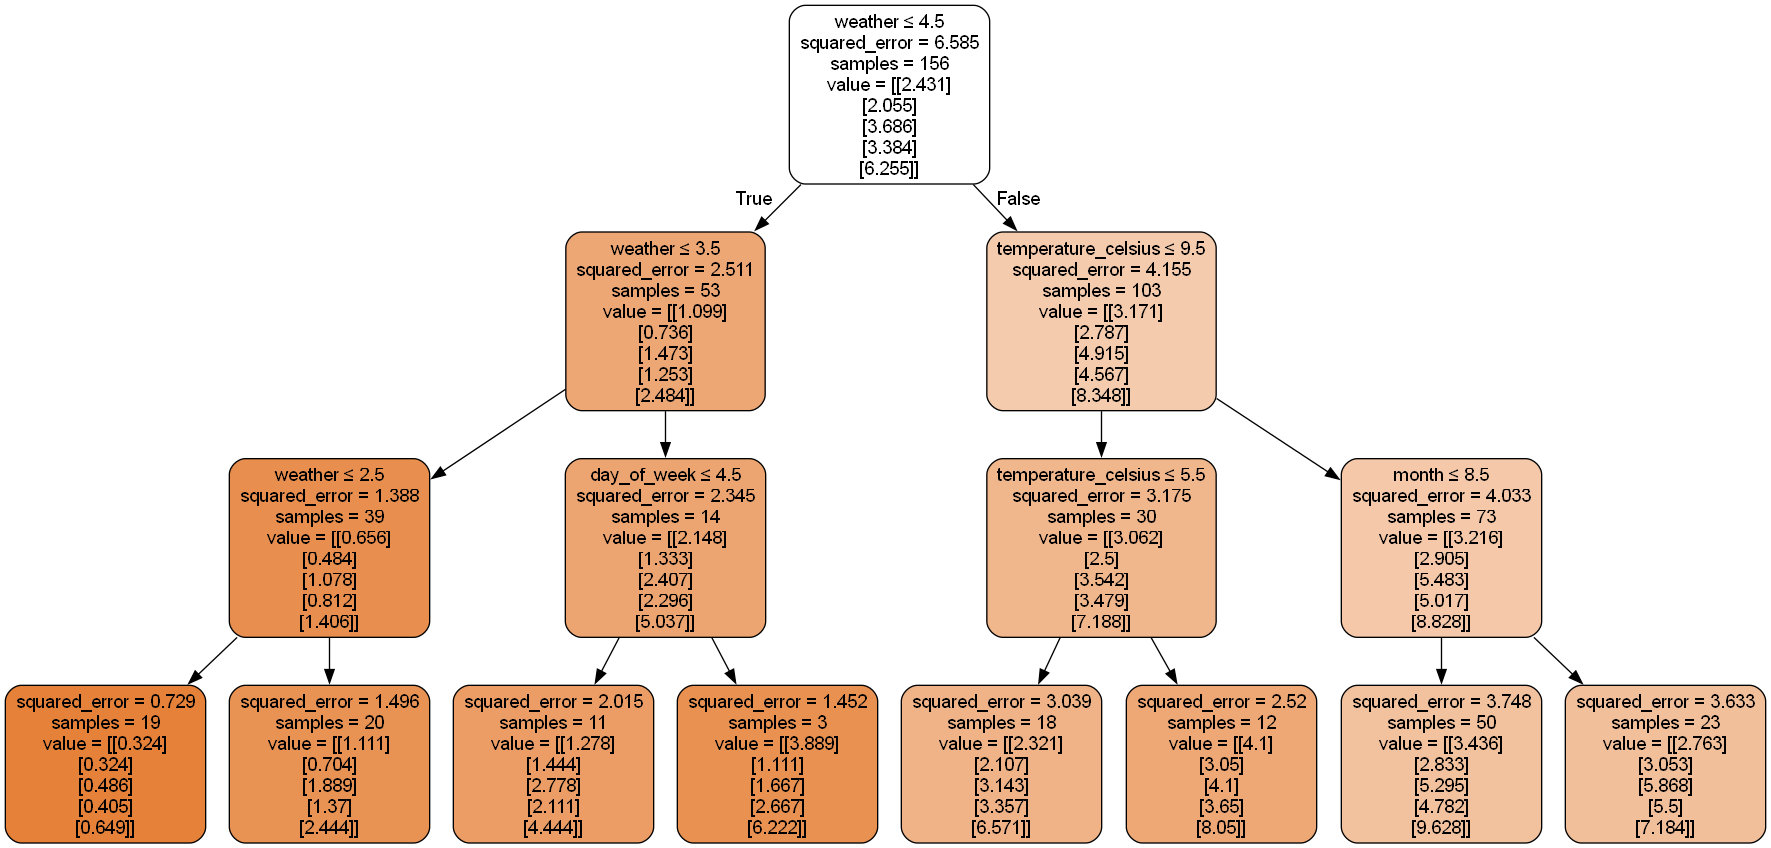 weather ≤ 4.5
squared_error = 6.585
samples = 156
value = [[2.431]
[2.055]
[3.686]
[3.384]
[6.255]]
True
False
weather ≤ 3.5
squared_error = 2.511
samples = 53
value = [[1.099]
[0.736]
[1.473]
[1.253]
[2.484]]
temperature_celsius ≤ 9.5
squared_error = 4.155
samples = 103
value = [[3.171]
[2.787]
[4.915]
[4.567]
[8.348]]
weather ≤ 2.5
squared_error = 1.388
samples = 39
value = [[0.656]
[0.484]
[1.078]
[0.812]
[1.406]]
day_of_week ≤ 4.5
squared_error = 2.345
samples = 14
value = [[2.148]
[1.333]
[2.407]
[2.296]
[5.037]]
temperature_celsius ≤ 5.5
squared_error = 3.175
samples = 30
value = [[3.062]
[2.5]
[3.542]
[3.479]
[7.188]]
month ≤ 8.5
squared_error = 4.033
samples = 73
value = [[3.216]
[2.905]
[5.483]
[5.017]
[8.828]]
squared_error = 0.729
samples = 19
value = [[0.324]
[0.324]
[0.486]
[0.405]
[0.649]]
squared_error = 1.496
samples = 20
value = [[1.111]
[0.704]
[1.889]
[1.37]
[2.444]]
squared_error = 2.015
samples = 11
value = [[1.278]
[1.444]
[2.778]
[2.111]
[4.444]]
squared_error = 1.452
samples = 3
value = [[3.889]
[1.111]
[1.667]
[2.667]
[6.222]]
squared_error = 3.039
samples = 18
value = [[2.321]
[2.107]
[3.143]
[3.357]
[6.571]]
squared_error = 2.52
samples = 12
value = [[4.1]
[3.05]
[4.1]
[3.65]
[8.05]]
squared_error = 3.748
samples = 50
value = [[3.436]
[2.833]
[5.295]
[4.782]
[9.628]]
squared_error = 3.633
samples = 23
value = [[2.763]
[3.053]
[5.868]
[5.5]
[7.184]]